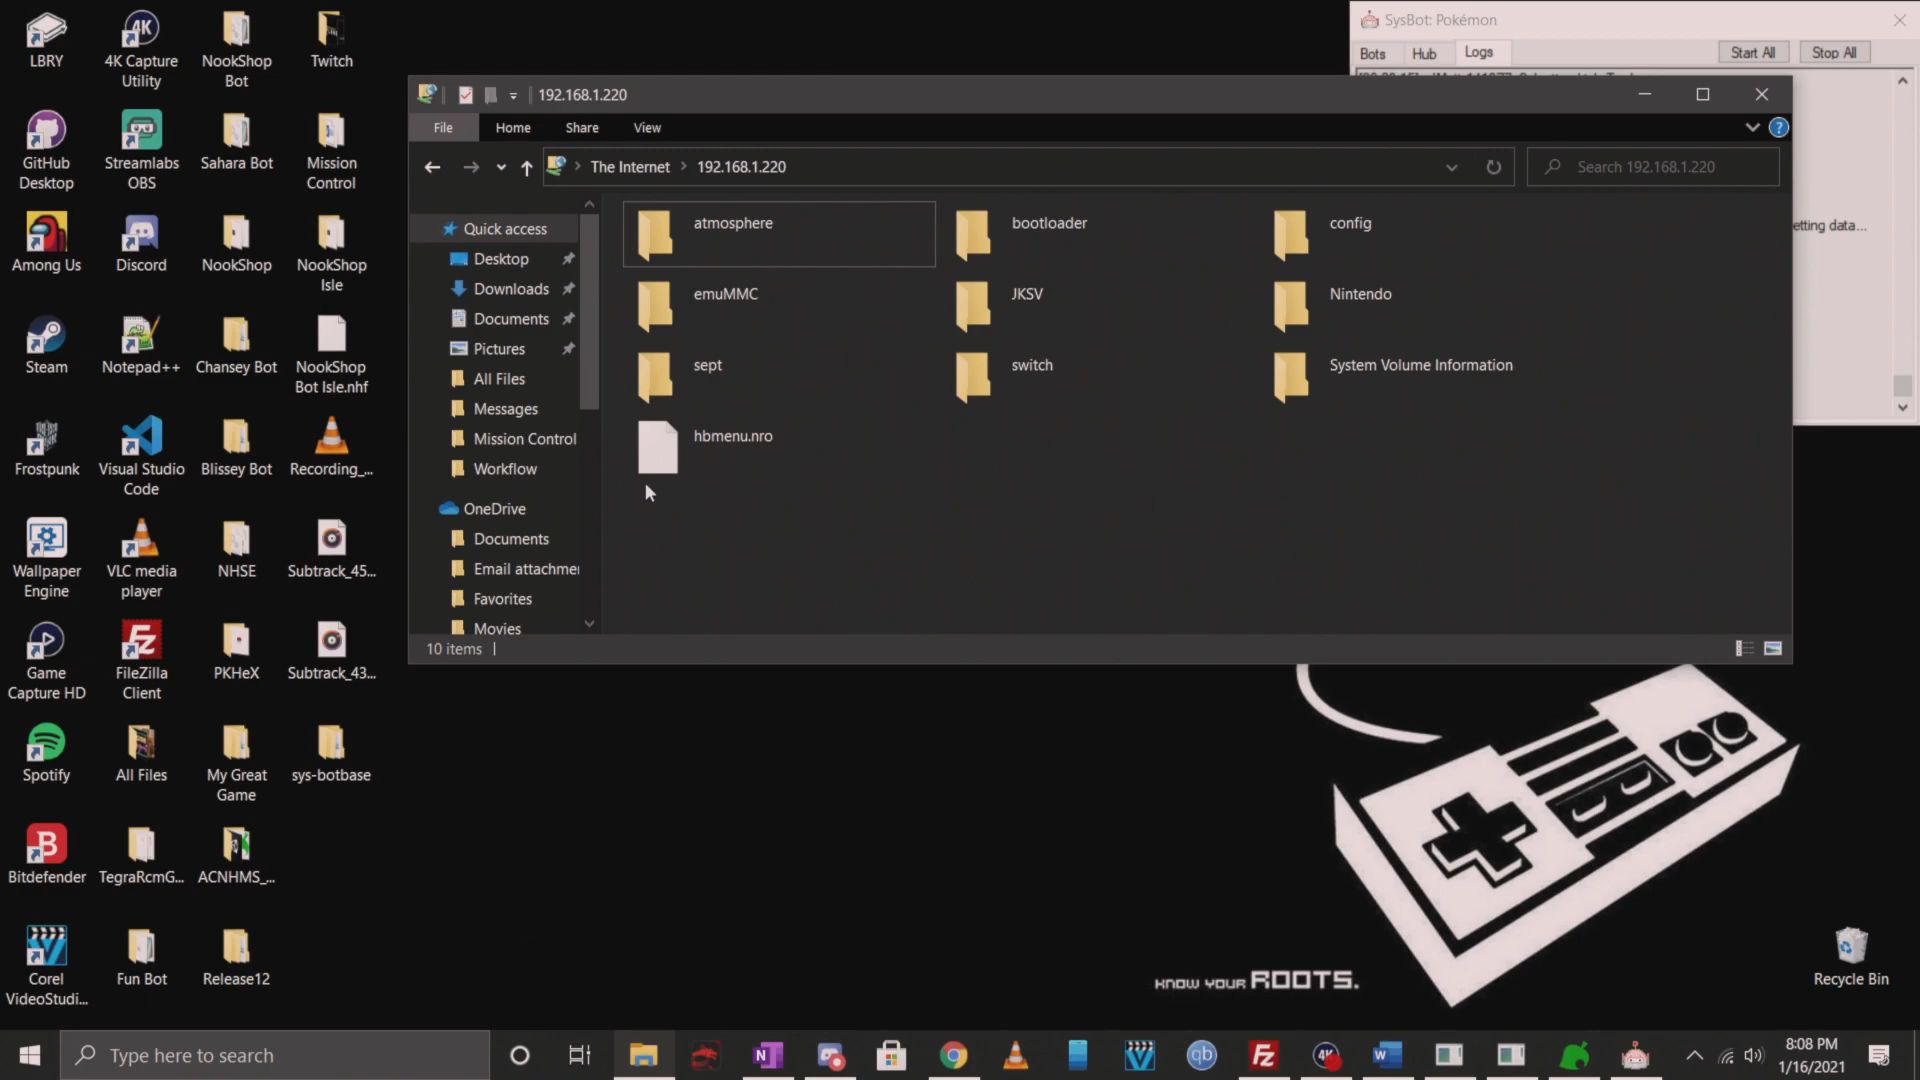 LBRY
4K Capture
Utility
NookShop
Bot
Twitch
GitHub
Desktop
Streamlabs
OBS
Sahara Bot
Mission
Control
Among Us
Discord
NookShop
NookShop
Isle
Steam
Notepad++
Chansey Bot
NookShop
Bot Isle.nhf
Frostpunk
Visual Studio
Code
Blissey Bot
Recording_...
Wallpaper
Engine
VLC media
player
NHSE
Subtrack_45...
Game
Capture HD
FileZilla
Client
PKHeX
Subtrack_43...
Spotify
All Files
My Great
Game
sys-botbase
Bitdefender
TegraRcmG...
ACNHMS_...
Corel
VideoStudi...
Fun Bot
Release12
SysBot: Pokémon
Bots
Hub
Logs
Start All
Stop All
etting data...
192.168.1.220
File
Home
Share
View
The Internet
192.168.1.220
Search 192.168.1.220
Quick access
Desktop
Downloads
Documents
Pictures
All Files
Messages
Mission Control
Workflow
OneDrive
Documents
Email attachmen
Favorites
Movies
atmosphere
bootloader
config
emuMMC
JKSV
Nintendo
sept
switch
System Volume Information
hbmenu.nro
10 items
KNOW YOUR ROOTS.
Recycle Bin
Type here to search
8:08 PM
1/16/2021